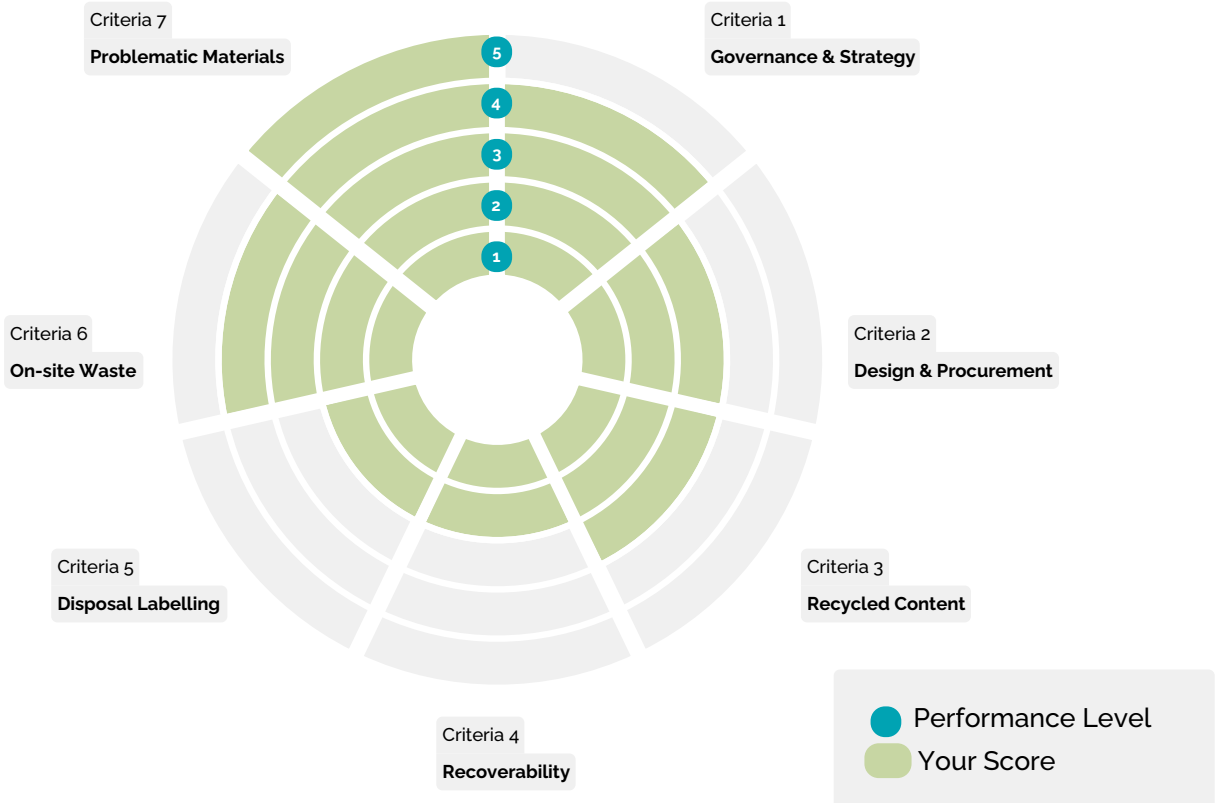 Criteria 7
Problematic Materials
Criteria 1
Governance & Strategy
5
4
3
2
1
Criteria 6
On-site Waste
Criteria 2
Design & Procurement
Criteria 5
Disposal Labelling
Criteria 3
Recycled Content
Criteria 4
Recoverability
Performance Level
Your Score